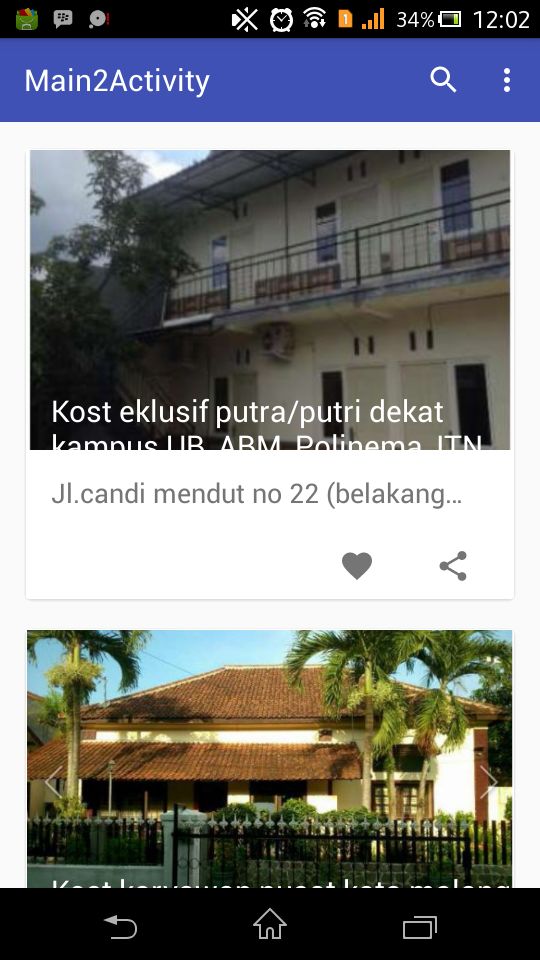 34%
12:02
Main2Activity
Kost eklusif putra/putri dekat
kampus UB, ABM, Polinema, ITN
Jl.candi mendut no 22 (belakang…
Kost karyawan pusat kota malang